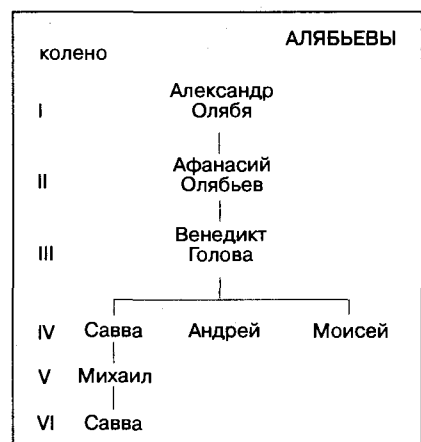 АЛЯБЬЕВЫ
колено
I Александр
Олябя
II Афанасий
Олябьев
III Венедикт
Голова
IV Савва Андрей Моисей
V Михаил
VI Савва